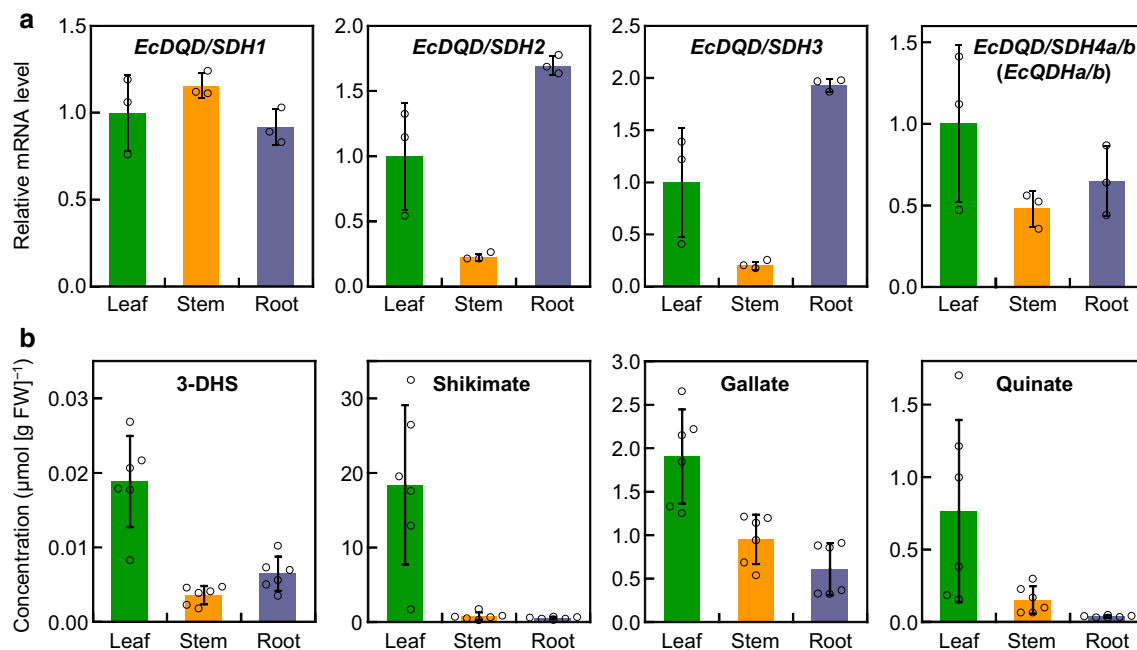 a
Relative mRNA level
EcDQD/SDH1
1.5
1.0
0.5
0.0
Leaf Stem Root
EcDQD/SDH2
2.0
1.5
1.0
0.5
0.0
Leaf Stem Root
EcDQD/SDH3
2.5
2.0
1.5
1.0
0.5
0.0
Leaf Stem Root
EcDQD/SDH4a/b
(EcQDHa/b)
1.5
1.0
0.5
0.0
Leaf Stem Root
b
Concentration (μmol [g FW]⁻¹)
3-DHS
0.03
0.02
0.01
0.00
Leaf Stem Root
Shikimate
30
20
10
0
Leaf Stem Root
Gallate
3.0
2.5
2.0
1.5
1.0
0.5
0.0
Leaf Stem Root
Quinate
1.5
1.0
0.5
0.0
Leaf Stem Root